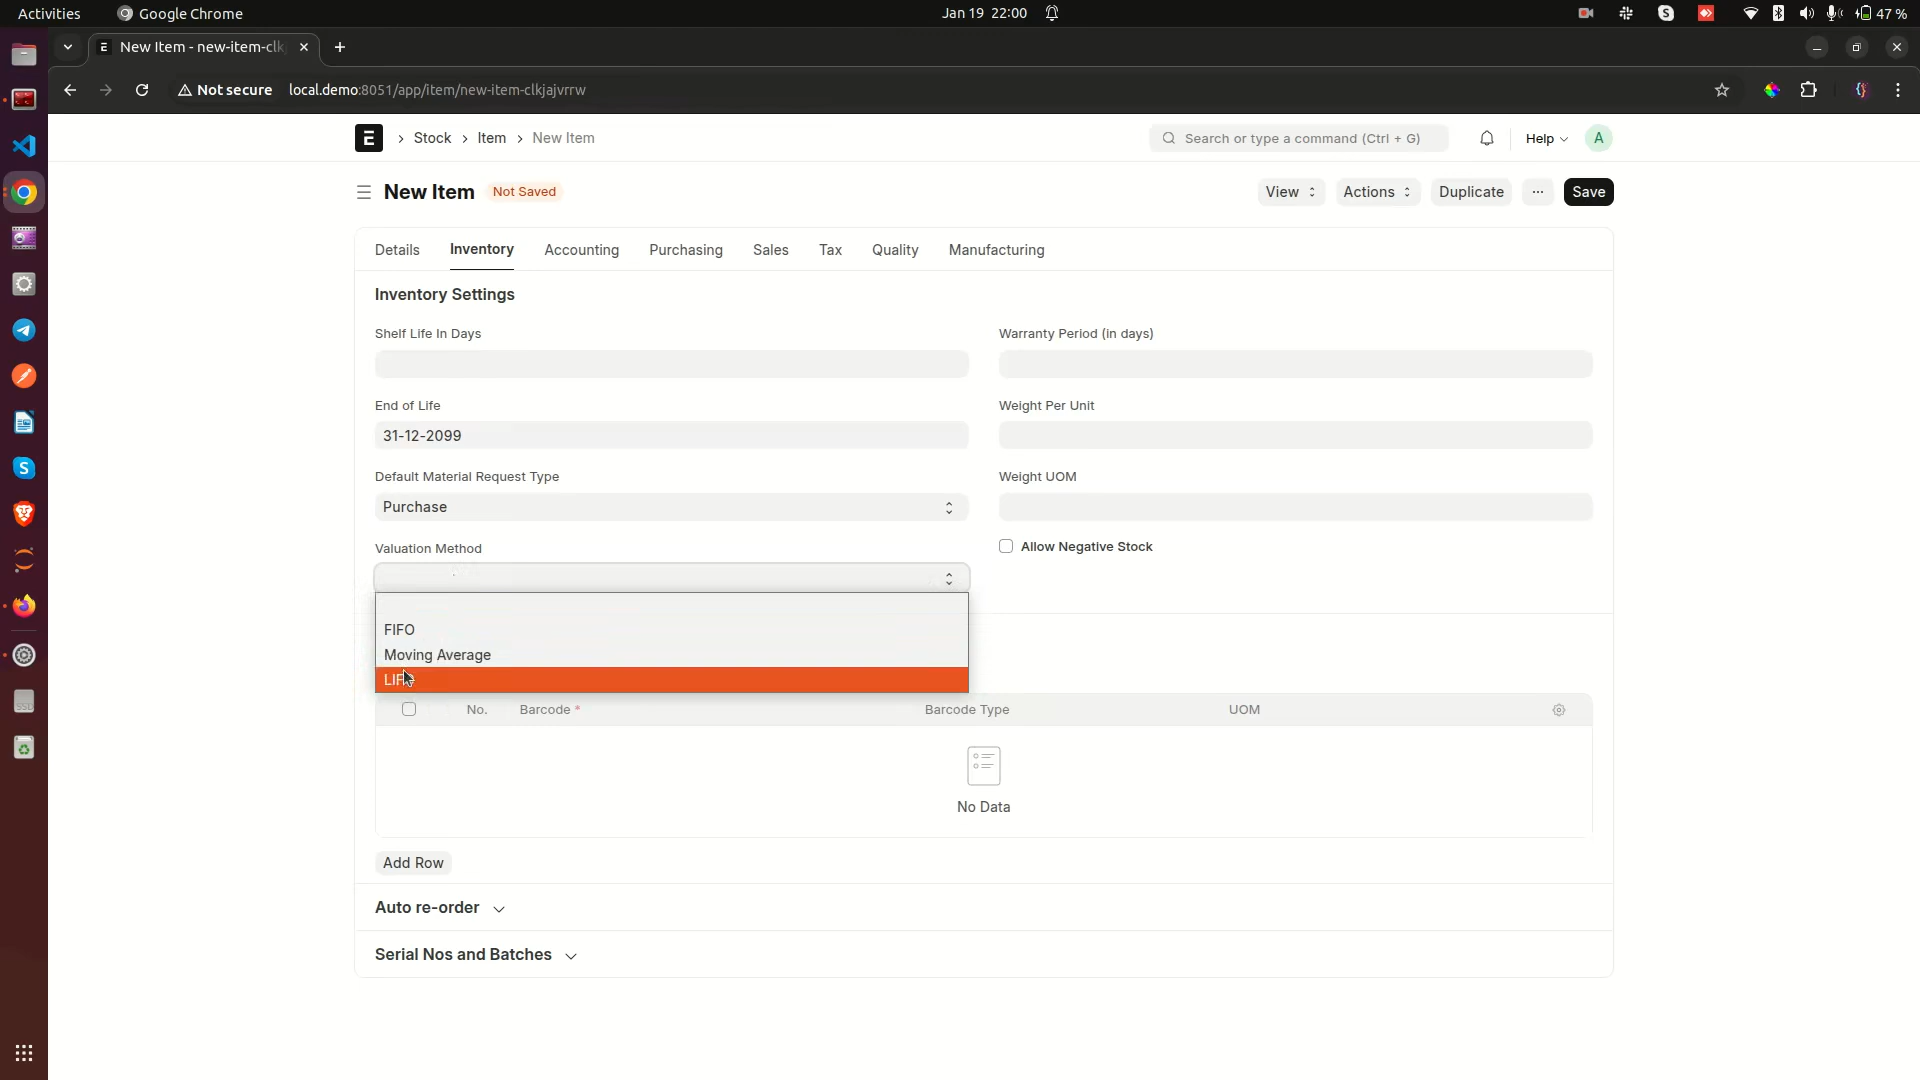 Activities Google Chrome Jan 19 22:00 47 %
New Item - new-item-clk
Not secure local.demo:8051/app/item/new-item-clkjajvrrw
E Stock Item New Item Search or type a command (Ctrl + G) Help A
New Item Not Saved View Actions Duplicate ... Save
Details Inventory Accounting Purchasing Sales Tax Quality Manufacturing
Inventory Settings
Shelf Life In Days Warranty Period (in days)
End of Life Weight Per Unit
31-12-2099
Default Material Request Type Weight UOM
Purchase
Valuation Method Allow Negative Stock
FIFO
Moving Average
LIFO
No. Barcode * Barcode Type UOM
No Data
Add Row
Auto re-order
Serial Nos and Batches